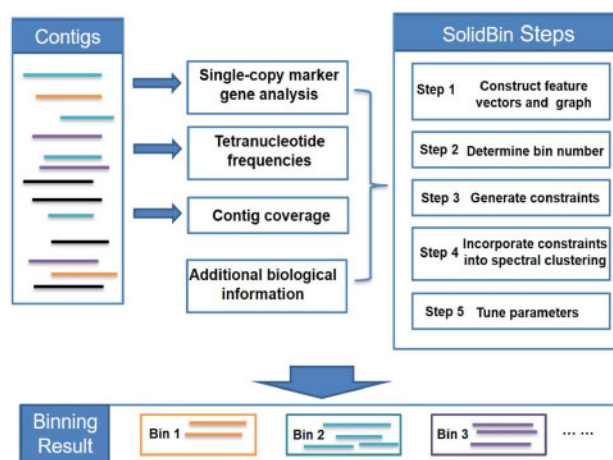 Contigs
Single-copy marker
gene analysis
Tetranucleotide
frequencies
Contig coverage
Additional biological
information
SolidBin Steps
Step 1 Construct feature
vectors and graph
Step 2 Determine bin number
Step 3 Generate constraints
Step 4 Incorporate constraints
into spectral clustering
Step 5 Tune parameters
Binning
Result
Bin 1
Bin 2
Bin 3
... ...